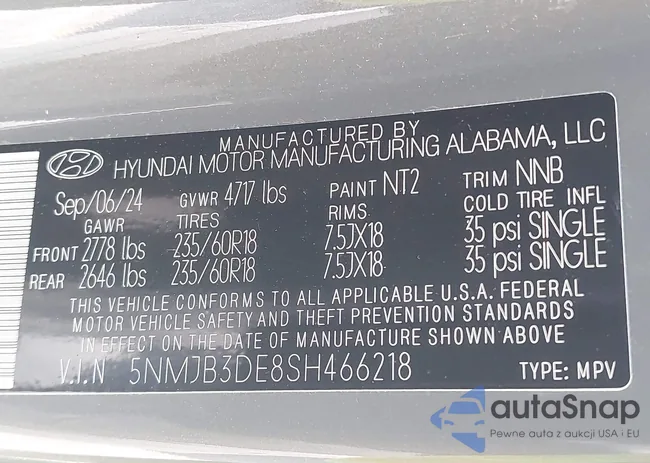 MANUFACTURED BY
HYUNDAI MOTOR MANUFACTURING ALABAMA, LLC
Sep/06/24 GVWR 4717 lbs PAINT NT2 TRIM NNB
GAWR TIRES RIMS COLD TIRE INFL
FRONT 2778 lbs 235/60R18 7.5JX18 35 psi SINGLE
REAR 2646 lbs 235/60R18 7.5JX18 35 psi SINGLE
THIS VEHICLE CONFORMS TO ALL APPLICABLE U.S.A. FEDERAL
MOTOR VEHICLE SAFETY AND THEFT PREVENTION STANDARDS
IN EFFECT ON THE DATE OF MANUFACTURE SHOWN ABOVE
V.I.N 5NMJB3DE8SH466218 TYPE: MPV
autaSnap
Pewne auta z aukcji USA i EU